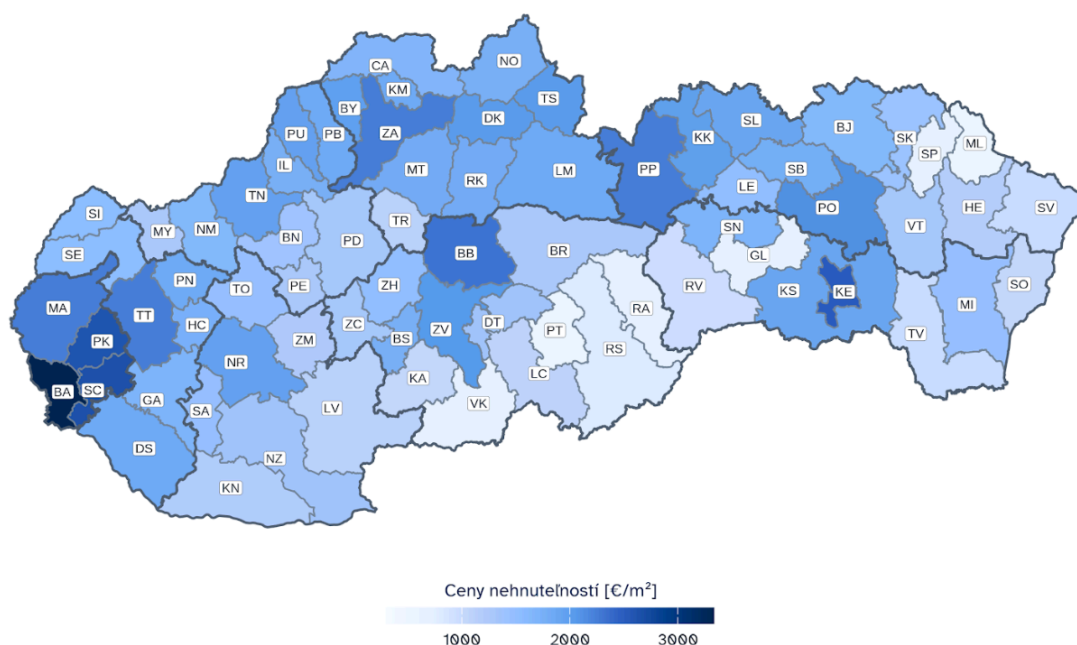 NO
CA
KM
BY
TS
DK
ZA
PU
PB
IL
MT
RK
LM
PP
KK
SL
BJ
SK
SP
ML
LE
SB
PO
VT
HE
SV
TN
SI
MY
NM
BN
PD
TR
SE
BB
BR
SN
GL
RV
KS
KE
MI
SO
TV
MA
TT
PN
TO
PE
ZH
HC
PK
ZC
ZM
BS
ZV
DT
PT
RA
RS
NR
BA
SC
GA
SA
LV
KA
LC
VK
DS
NZ
KN
Ceny nehnuteľností [€/m²]
1000 2000 3000